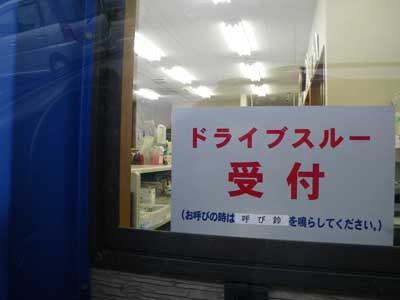 ドライブスルー
受付
(お呼びの時は 呼び鈴 を鳴らしてください。)